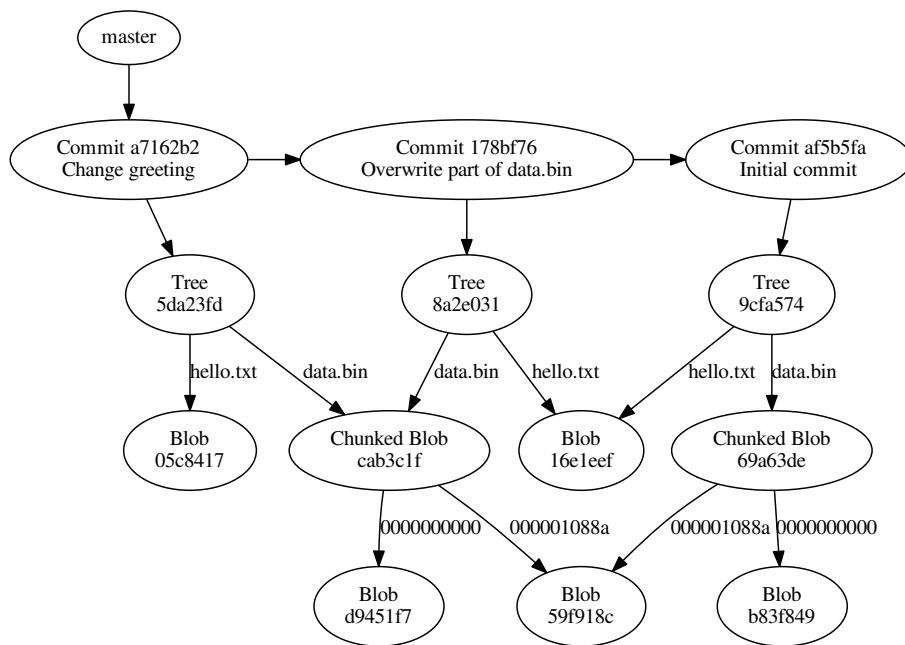 master
Commit a7162b2
Change greeting
Commit 178bf76
Overwrite part of data.bin
Commit af5b5fa
Initial commit
Tree
5da23fd
Tree
8a2e031
Tree
9cfa574
hello.txt
data.bin
data.bin
hello.txt
hello.txt
data.bin
Blob
05c8417
Chunked Blob
cab3c1f
Blob
16e1eef
Chunked Blob
69a63de
0000000000
000001088a
000001088a
0000000000
Blob
d9451f7
Blob
59f918c
Blob
b83f849